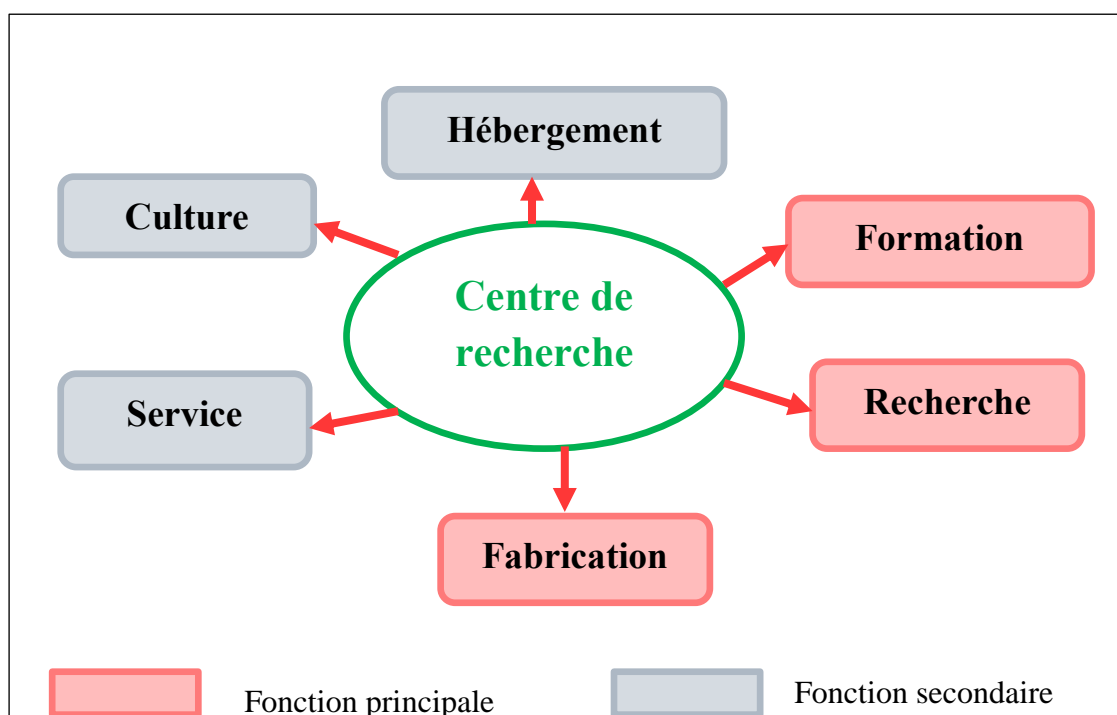 Hébergement
Culture
Formation
Centre de
recherche
Recherche
Service
Fabrication
Fonction principale
Fonction secondaire